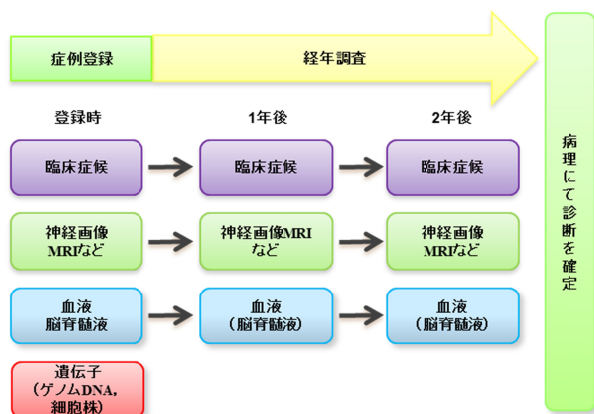 症例登録
経年調査
登録時
1年後
2年後
臨床症候
臨床症候
臨床症候
神経画像
MRIなど
神経画像MRI
など
神経画像
MRIなど
血液
脳脊髄液
血液
（脳脊髄液）
血液
（脳脊髄液）
遺伝子
（ゲノムDNA，
細胞株）
病理にて診断を確定